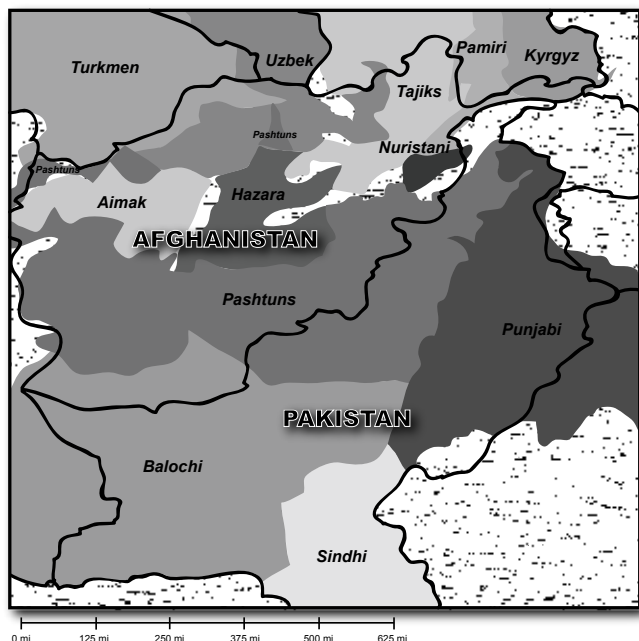 Turkmen
Uzbek
Pamiri
Kyrgyz
Tajiks
Pashtuns
Nuristani
Pashtuns
Aimak
Hazara
AFGHANISTAN
Pashtuns
Punjabi
PAKISTAN
Balochi
Sindhi
0 mi 125 mi 250 mi 375 mi 500 mi 625 mi